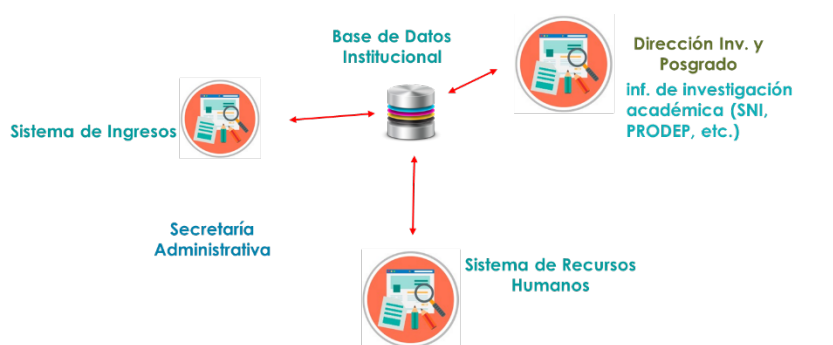 Base de Datos
Institucional
Dirección Inv. y
Posgrado
inf. de investigación
académica (SNI,
PRODEP, etc.)
Sistema de Ingresos
Secretaría
Administrativa
Sistema de Recursos
Humanos